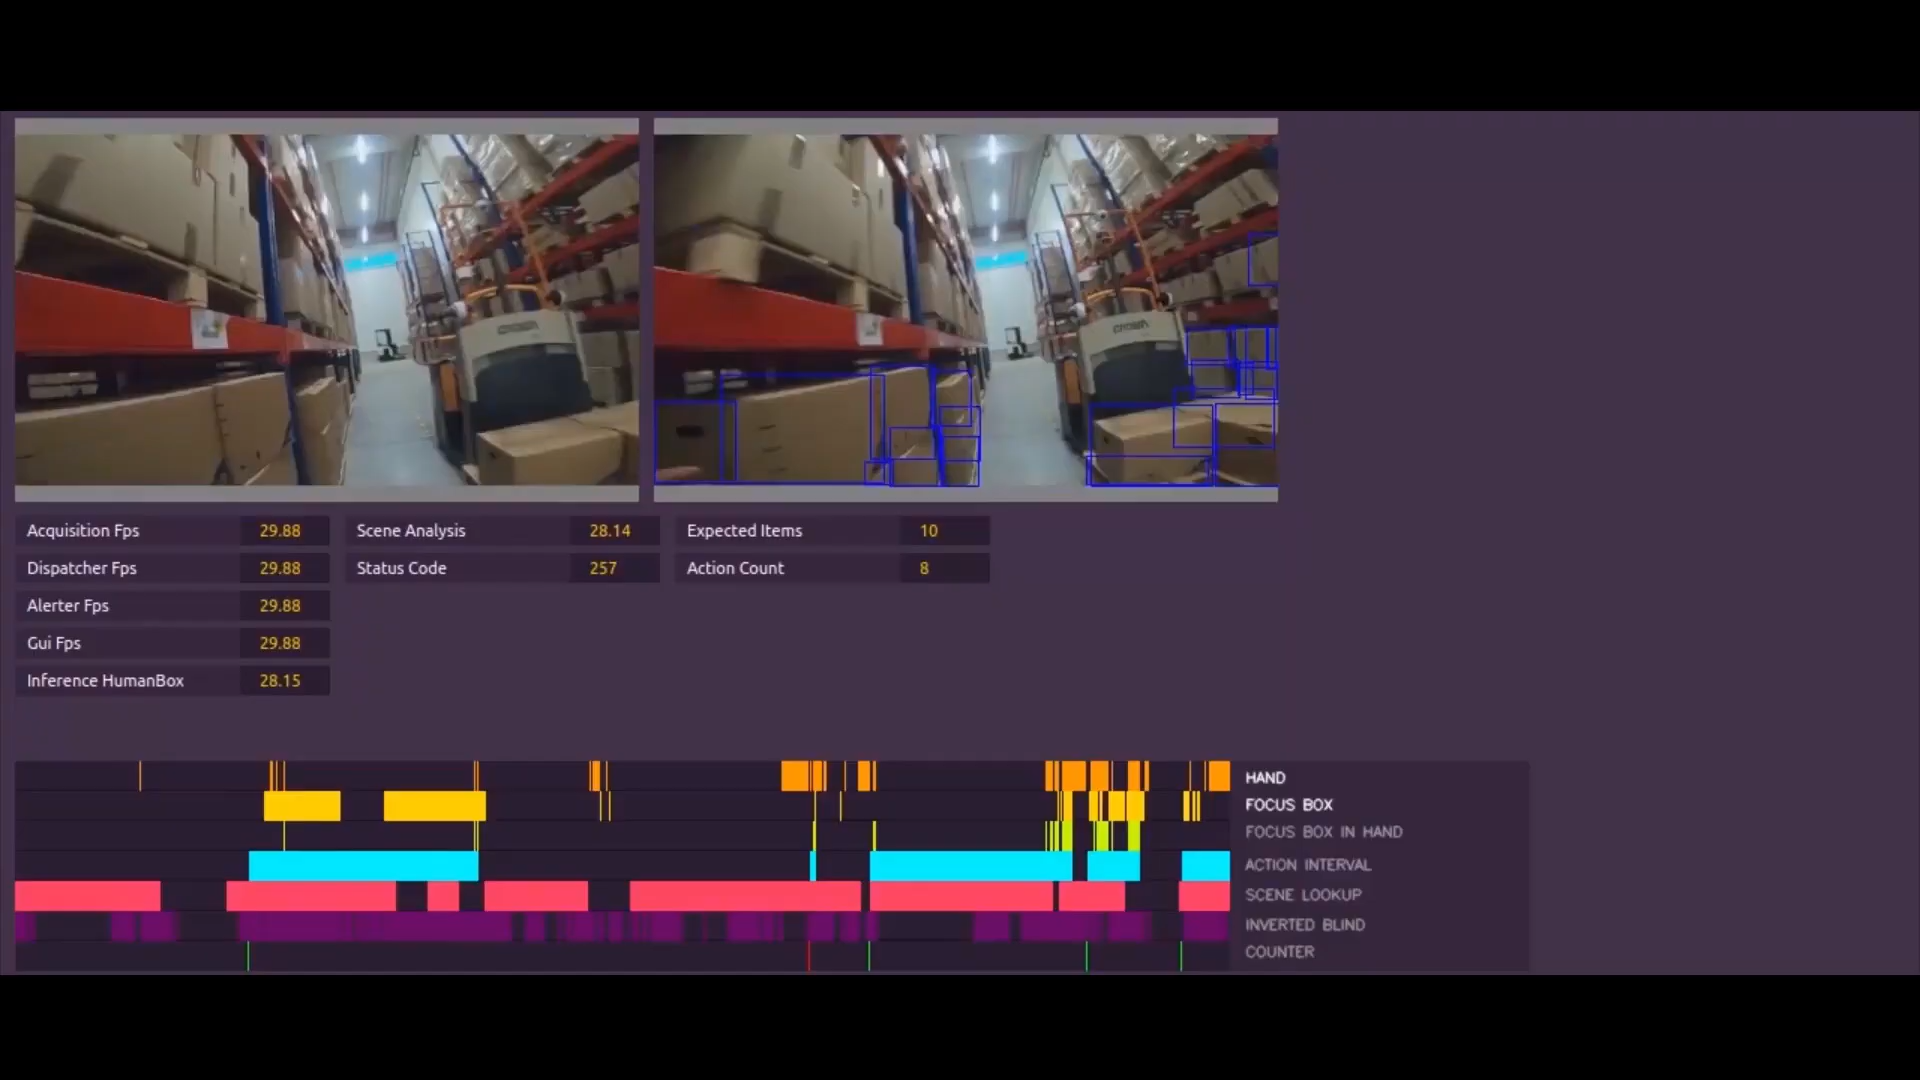 CROWN
CROWN
Acquisition Fps 29.88 Scene Analysis 28.14 Expected Items 10
Dispatcher Fps 29.88 Status Code 257 Action Count 8
Alerter Fps 29.88
Gui Fps 29.88
Inference HumanBox 28.15
HAND
FOCUS BOX
FOCUS BOX IN HAND
ACTION INTERVAL
SCENE LOOKUP
INVERTED BLIND
COUNTER